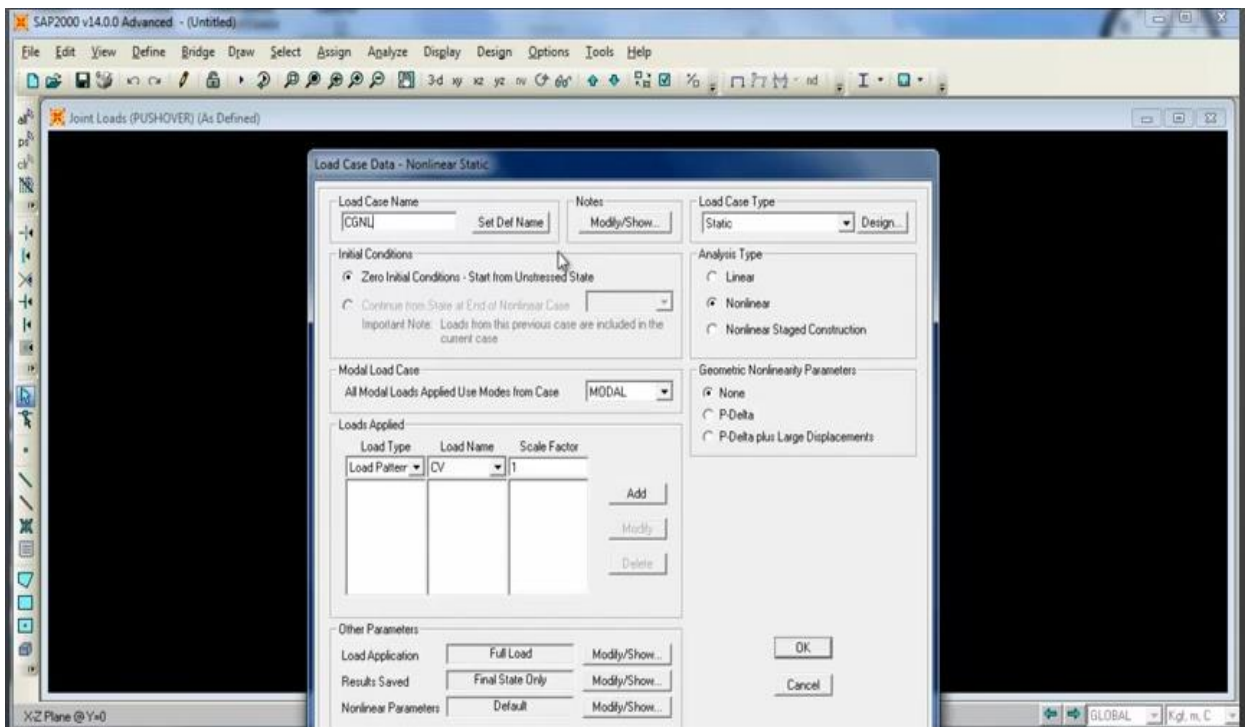 SAP2000 v14.0.0 Advanced - (Untitled)
File Edit View Define Bridge Draw Select Assign Analyze Display Design Options Tools Help
3-d xy xz yz nv
nd
Joint Loads (PUSHOVER) (As Defined)
Load Case Data - Nonlinear Static
Load Case Name
CGNL
Set Def Name
Notes
Modify/Show...
Load Case Type
Static
Design...
Initial Conditions
Zero Initial Conditions - Start from Unstressed State
Continue from State at End of Nonlinear Case
Important Note: Loads from this previous case are included in the
current case
Analysis Type
Linear
Nonlinear
Nonlinear Staged Construction
Modal Load Case
All Modal Loads Applied Use Modes from Case
MODAL
Geometric Nonlinearity Parameters
None
P-Delta
P-Delta plus Large Displacements
Loads Applied
Load Type Load Name Scale Factor
Load Pattern CV 1
Add
Modify
Delete
Other Parameters
Load Application Full Load Modify/Show...
Results Saved Final State Only Modify/Show...
Nonlinear Parameters Default Modify/Show...
OK
Cancel
X-Z Plane @ Y=0
GLOBAL
Kgf, m, C